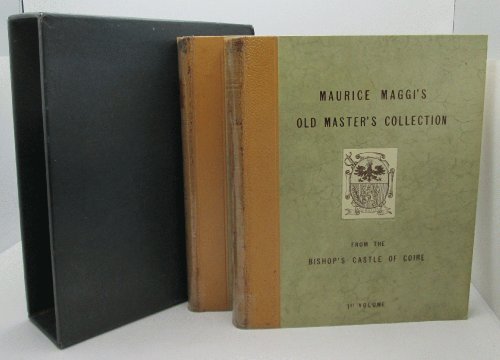 MAURICE MAGGI'S
OLD MASTER'S COLLECTION
FROM THE
BISHOP'S CASTLE OF COIRE
1st VOLUME